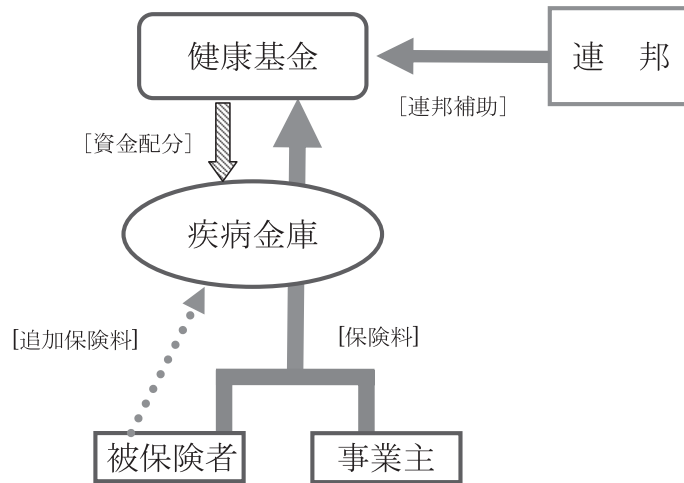 健康基金
連　邦
［連邦補助］
［資金配分］
疾病金庫
[追加保険料]
[保険料]
被保険者
事業主